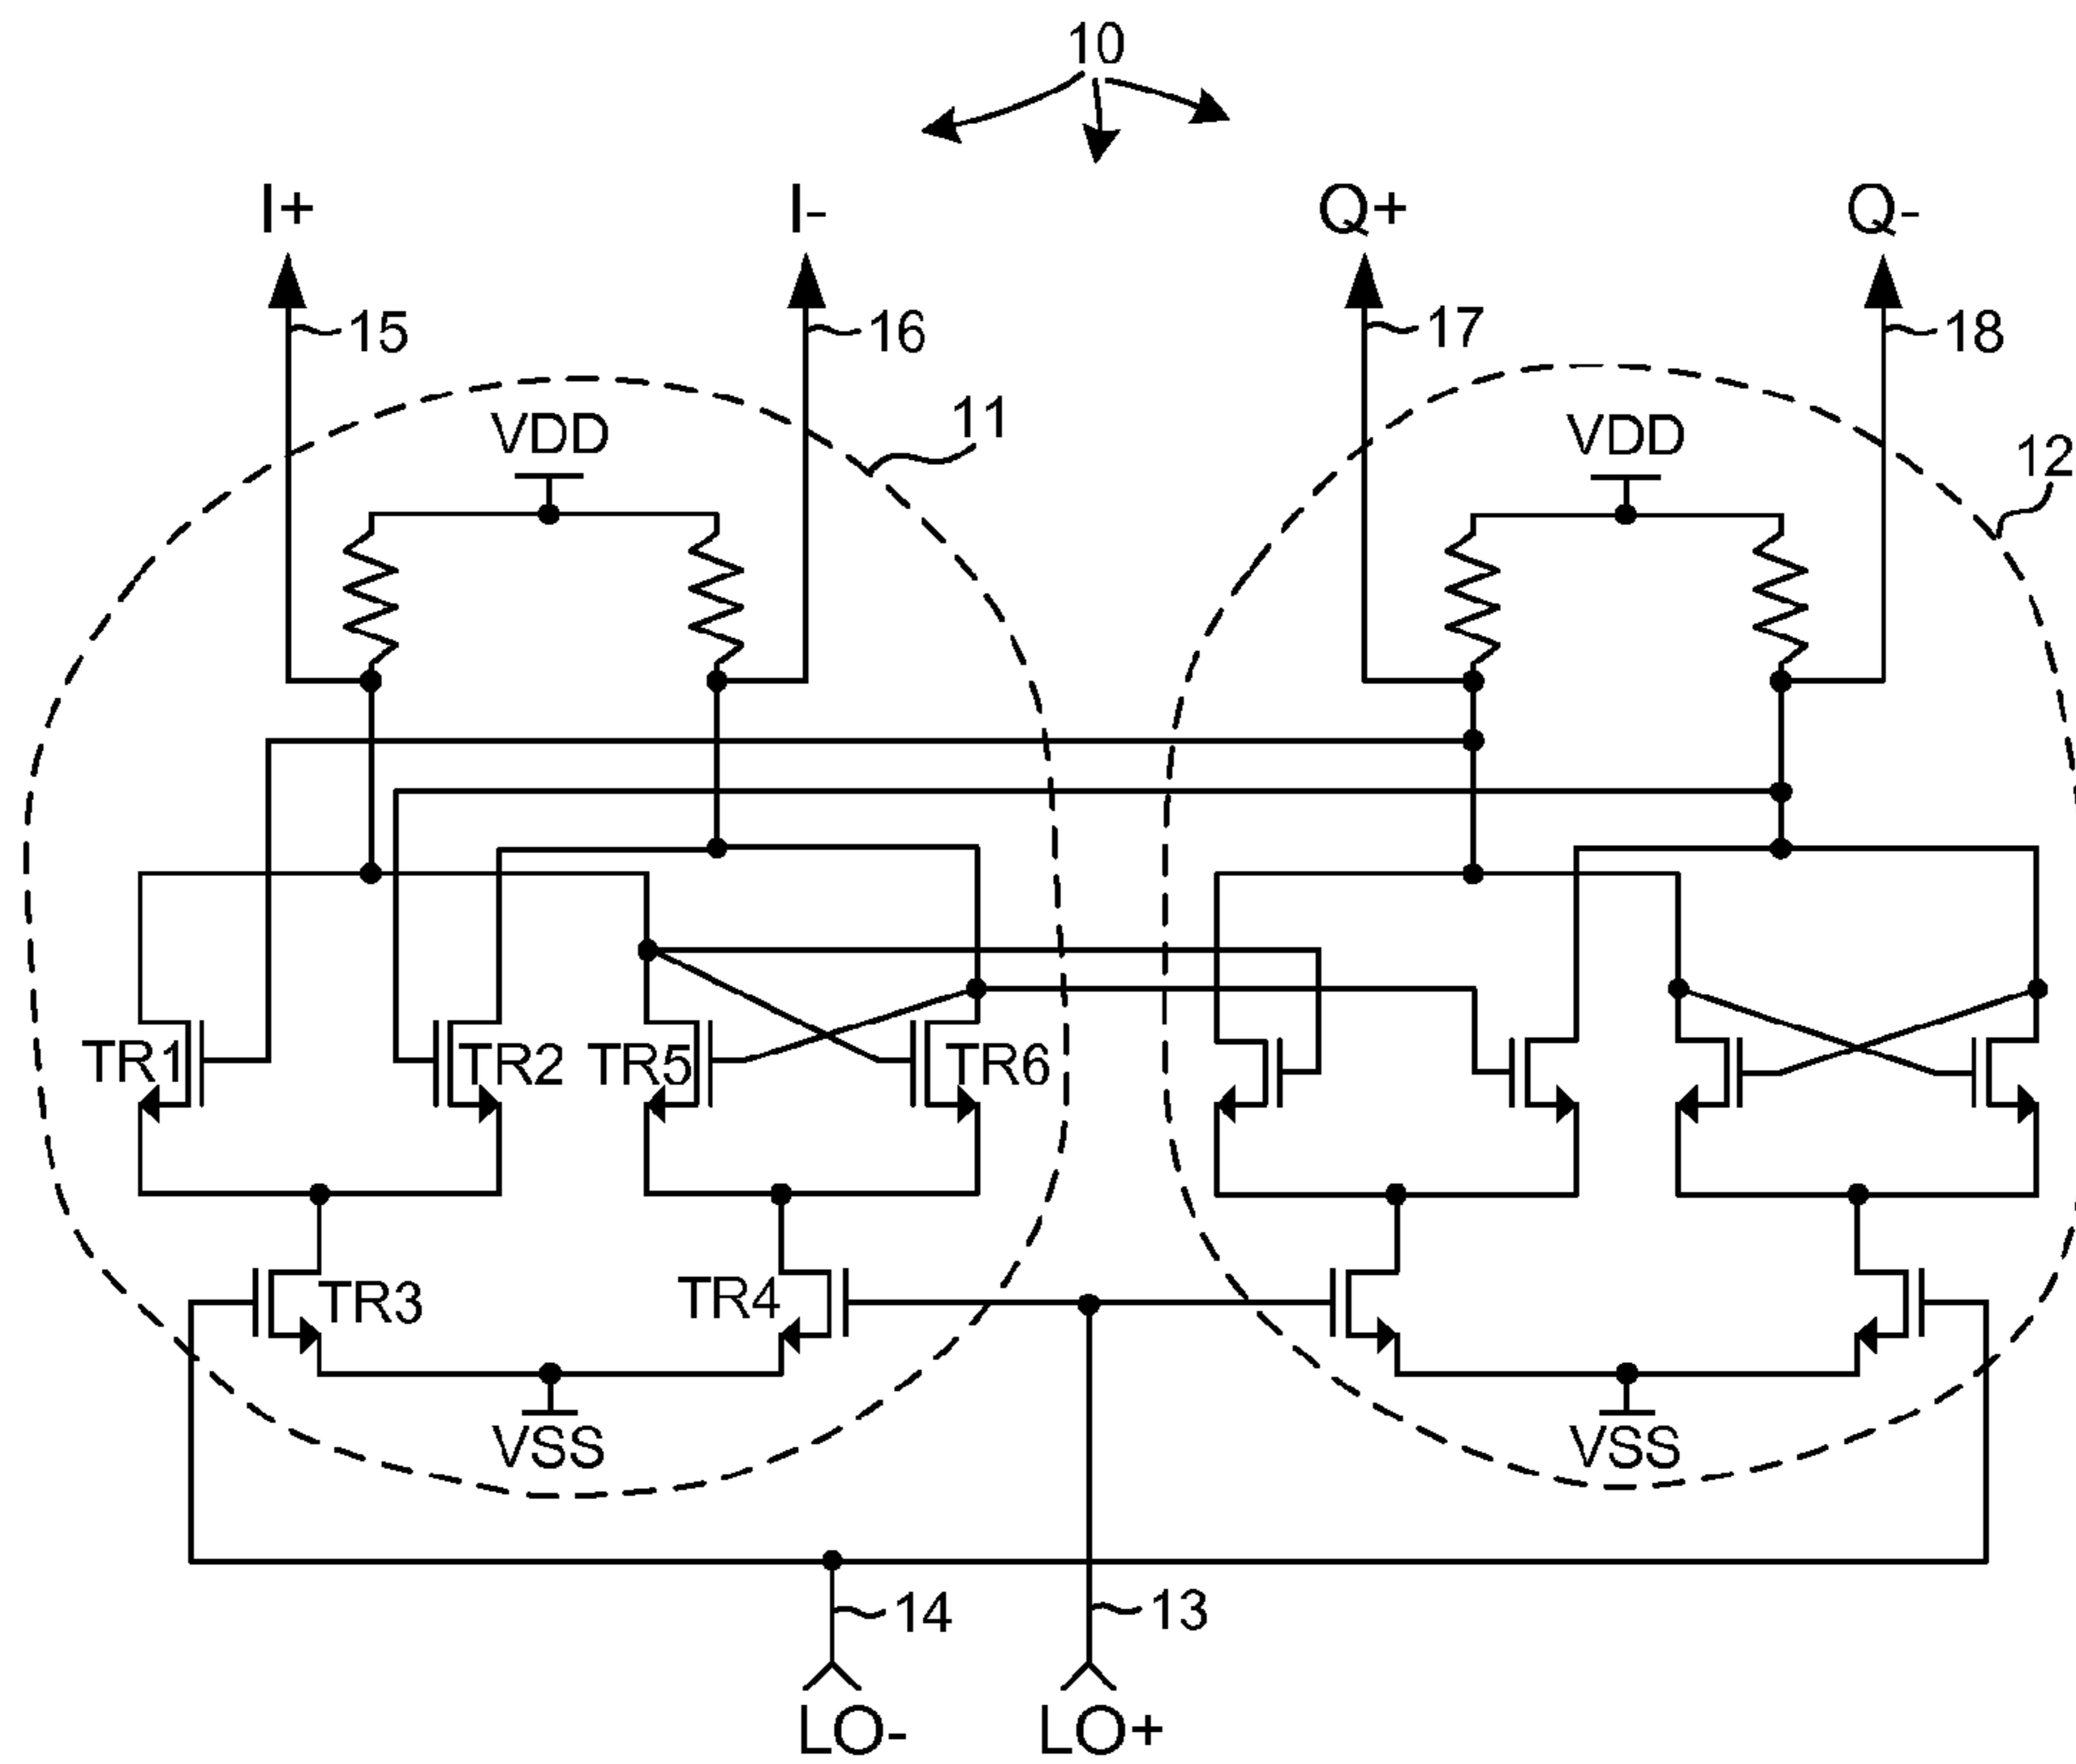 10
I+ I- Q+ Q-
15 16 17 18
11
VDD VDD
12
TR1 TR2 TR5 TR6
TR3 TR4
VSS VSS
14 13
LO- LO+